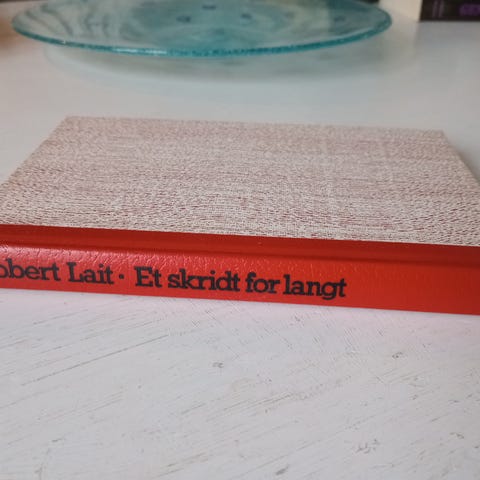 obert Lait · Et skridt for langt